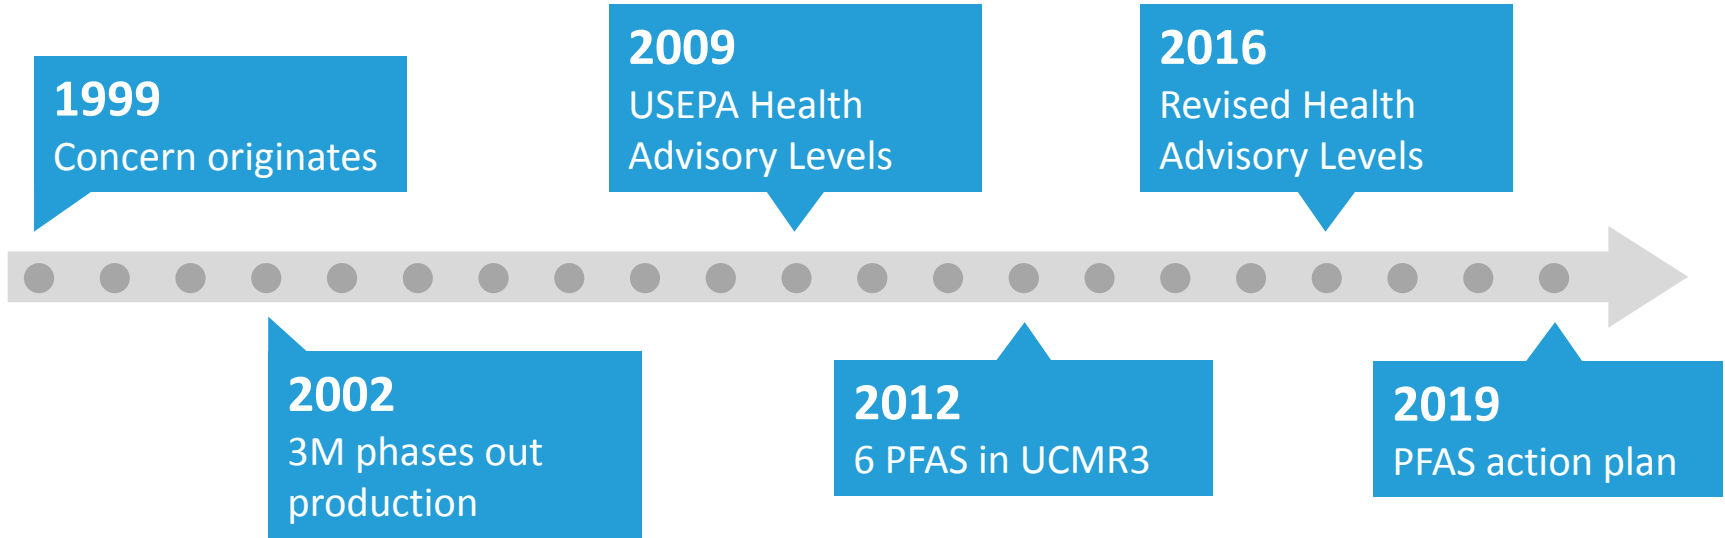 1999
Concern originates
2002
3M phases out
production
2009
USEPA Health
Advisory Levels
2012
6 PFAS in UCMR3
2016
Revised Health
Advisory Levels
2019
PFAS action plan